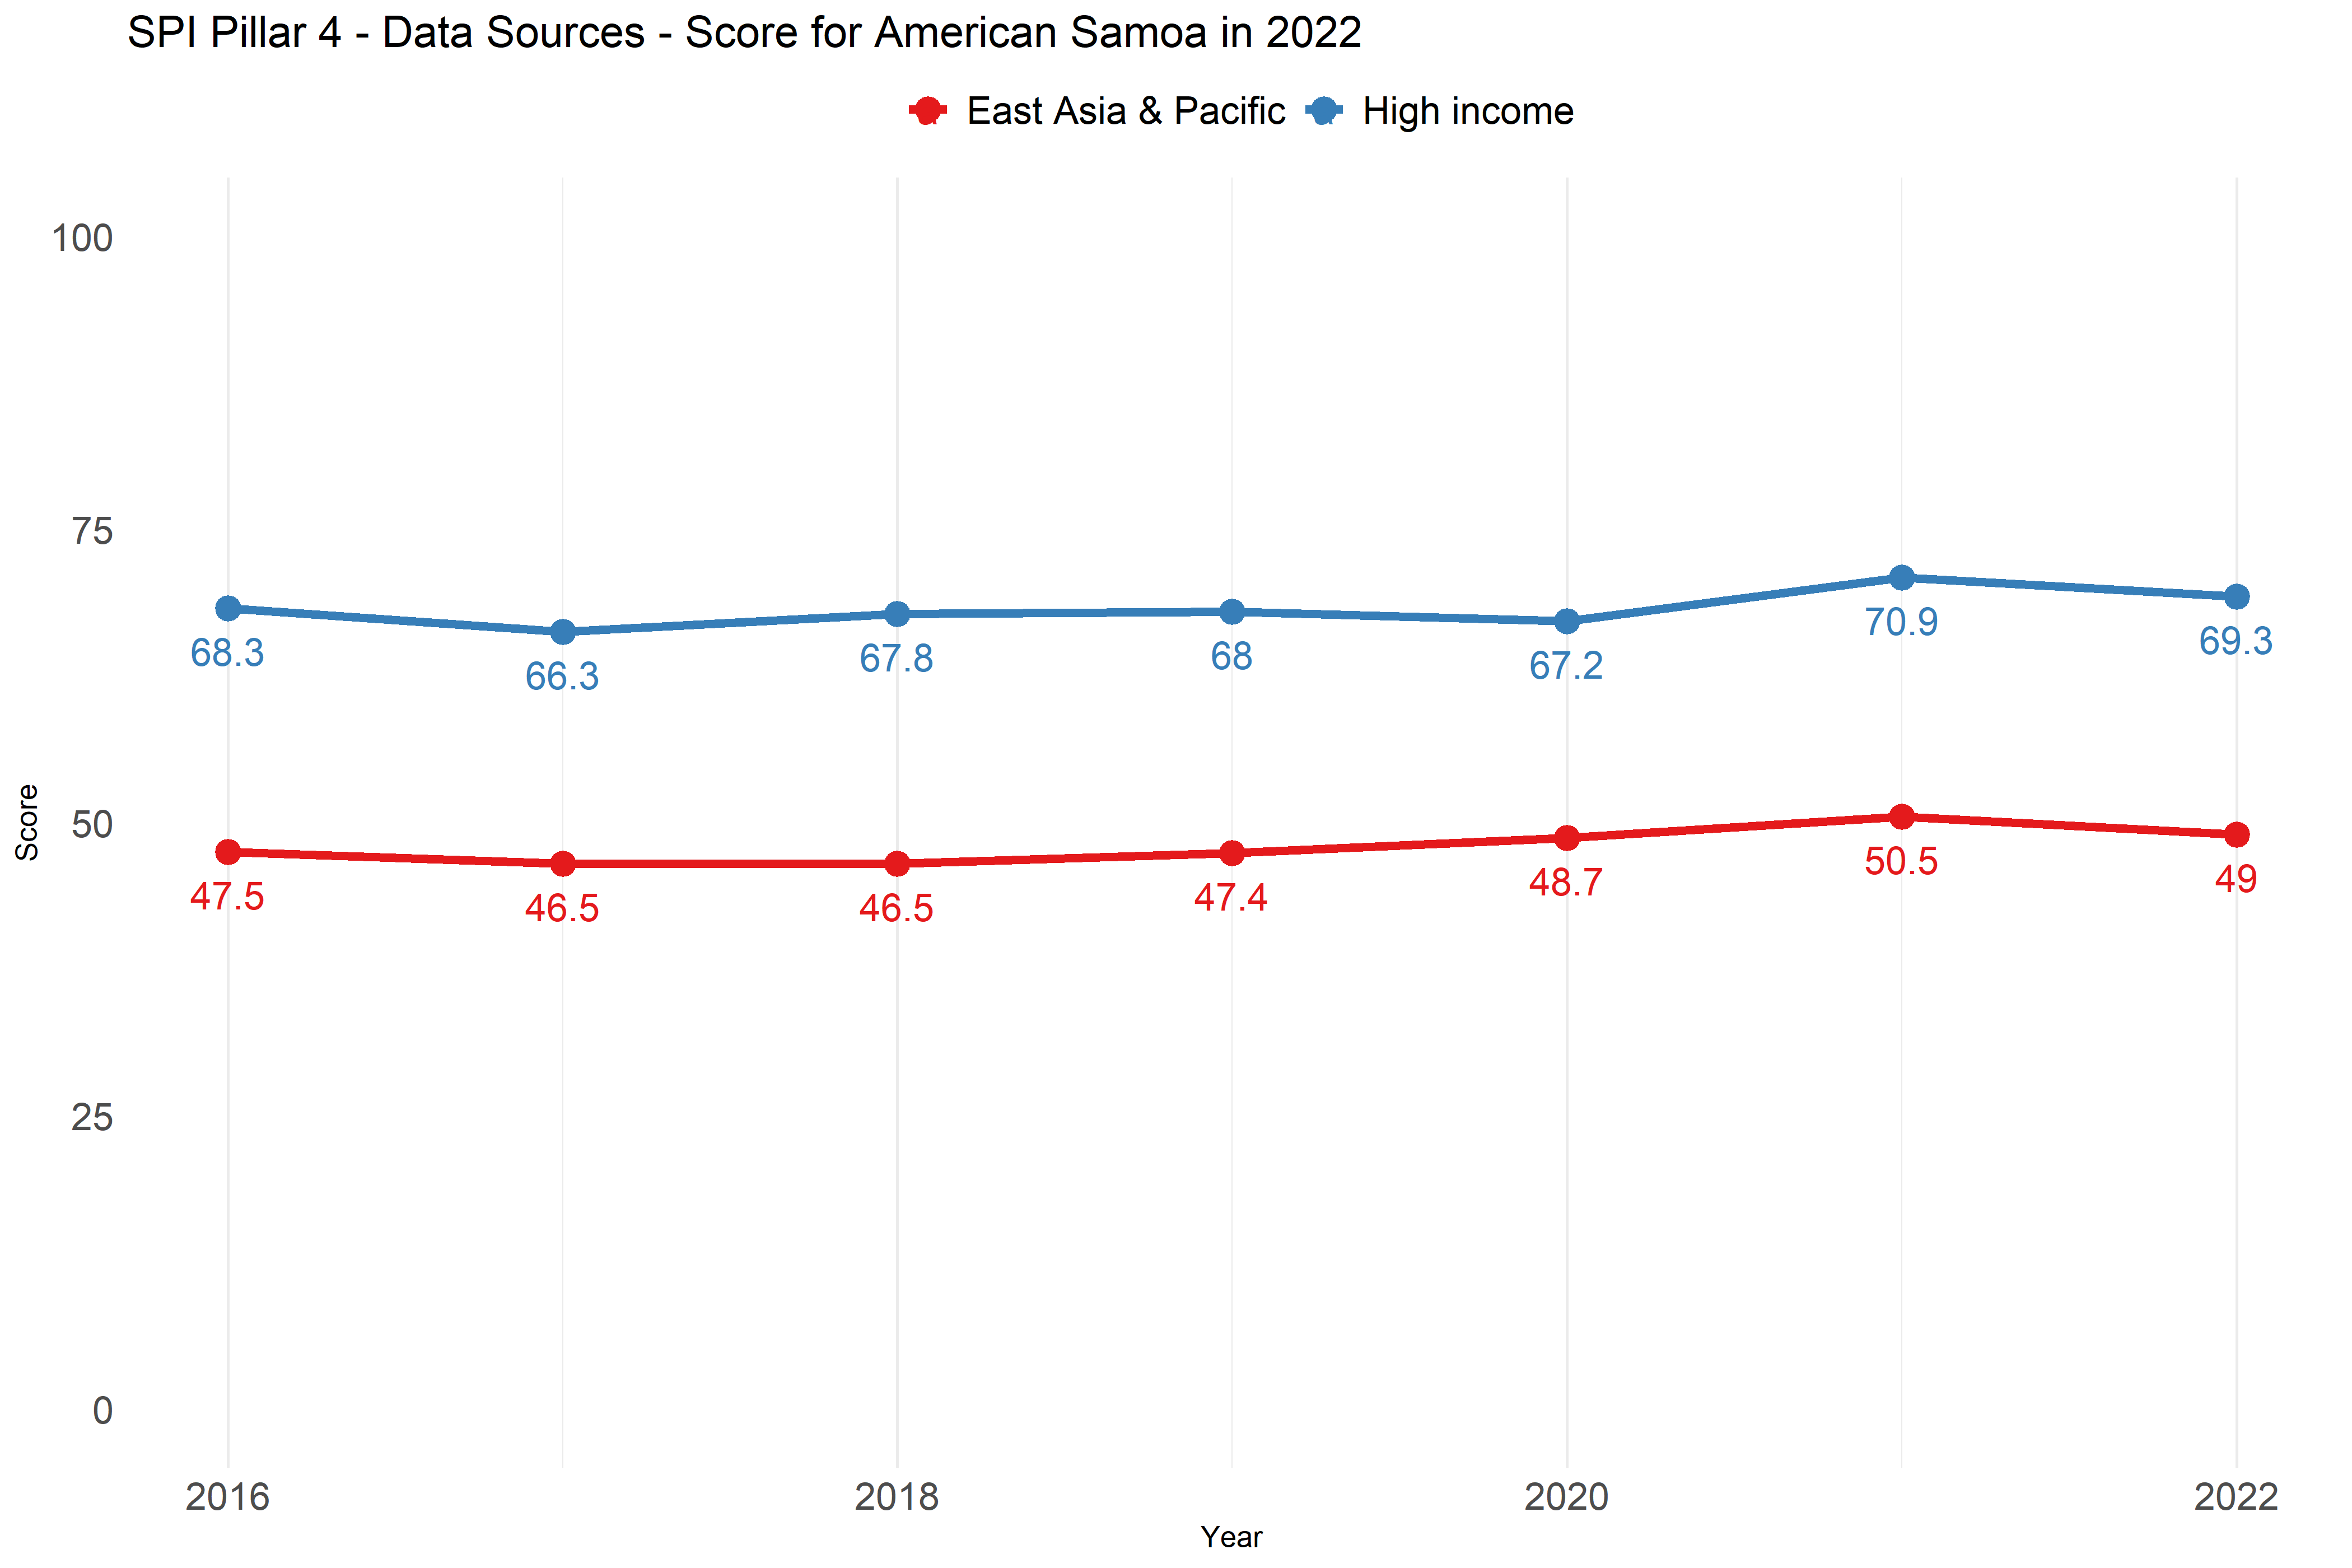 SPI Pillar 4 - Data Sources - Score for American Samoa in 2022
East Asia & Pacific High income
100
75
50
25
0
Score
68.3 66.3 67.8 68 67.2 70.9 69.3
47.5 46.5 46.5 47.4 48.7 50.5 49
2016 2018 2020 2022
Year